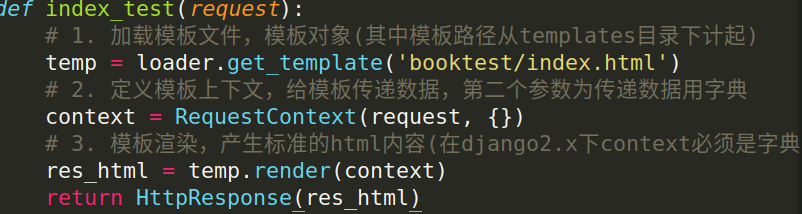 def index_test(request):
# 1. 加载模板文件，模板对象(其中模板路径从templates目录下计起)
temp = loader.get_template('booktest/index.html')
# 2. 定义模板上下文，给模板传递数据，第二个参数为传递数据用字典
context = RequestContext(request, {})
# 3. 模板渲染，产生标准的html内容(在django2.x下context必须是字典
res_html = temp.render(context)
return HttpResponse(res_html)